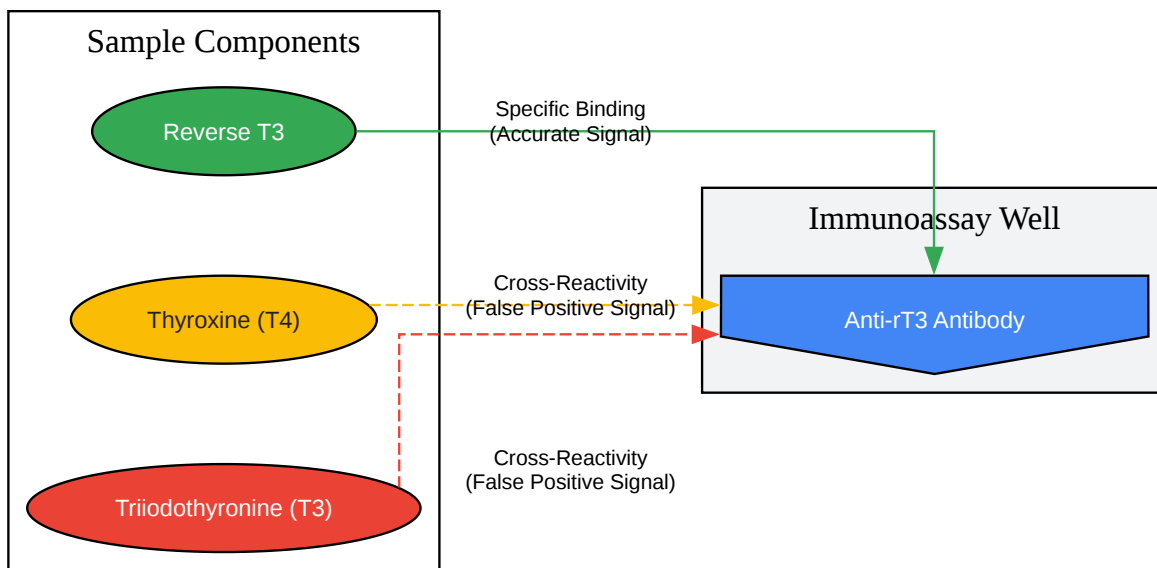 Sample Components
Reverse T3
Specific Binding
(Accurate Signal)
Immunoassay Well
Thyroxine (T4)
Cross-Reactivity
(False Positive Signal)
Anti-rT3 Antibody
Triiodothyronine (T3)
Cross-Reactivity
(False Positive Signal)